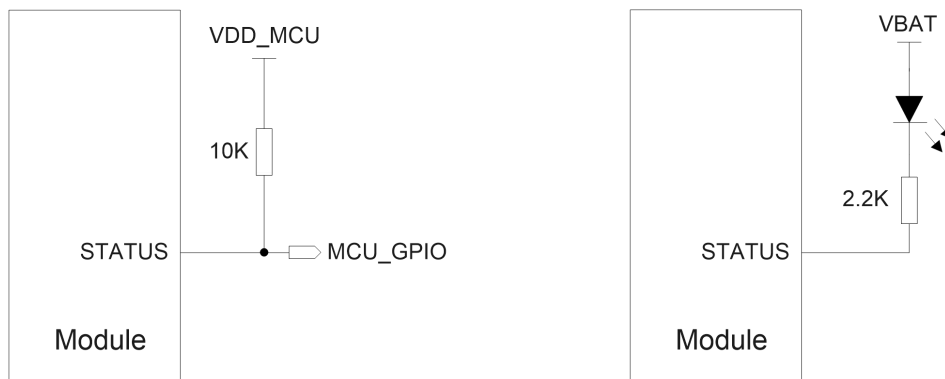 VDD_MCU
10K
STATUS
MCU_GPIO
Module
VBAT
2.2K
STATUS
Module